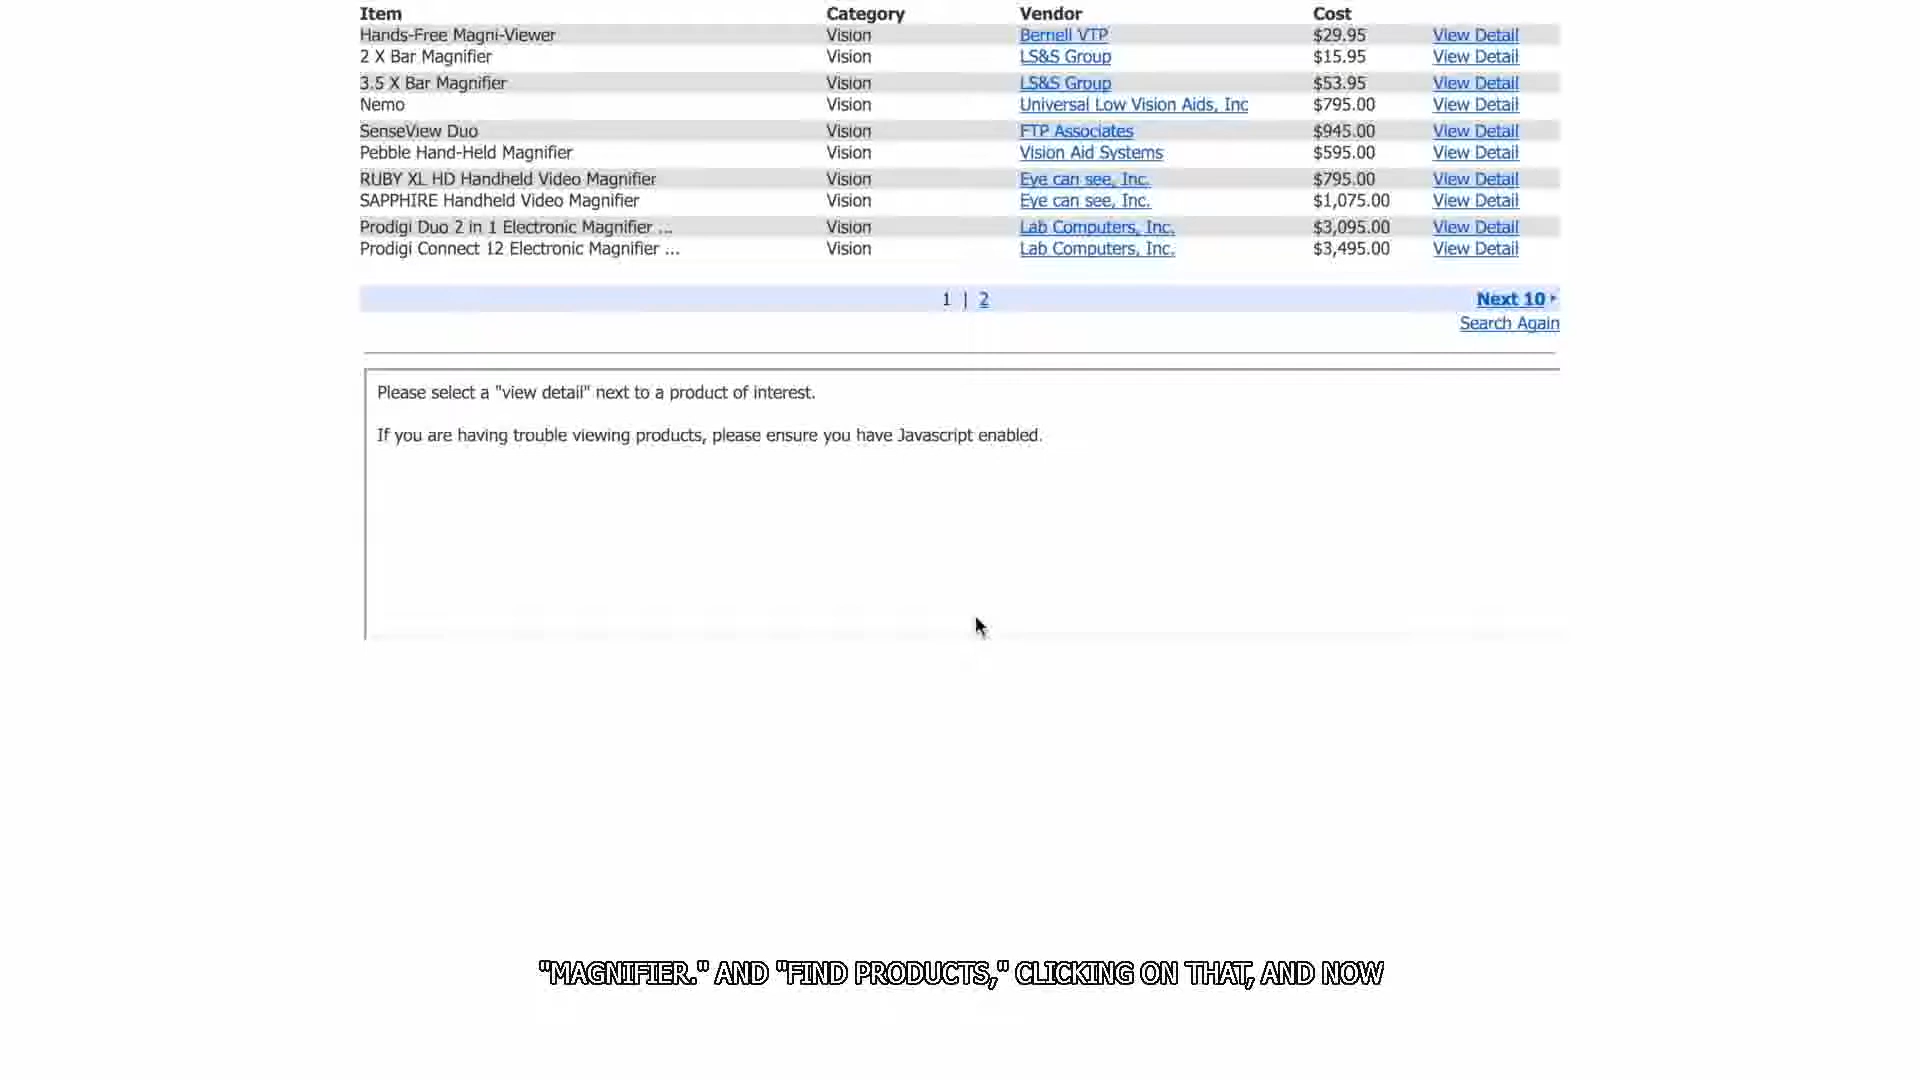 Item Category Vendor Cost
Hands-Free Magni-Viewer Vision Bernell VTP $29.95 View Detail
2 X Bar Magnifier Vision LS&S Group $15.95 View Detail
3.5 X Bar Magnifier Vision LS&S Group $53.95 View Detail
Nemo Vision Universal Low Vision Aids, Inc $795.00 View Detail
SenseView Duo Vision FTP Associates $945.00 View Detail
Pebble Hand-Held Magnifier Vision Vision Aid Systems $595.00 View Detail
RUBY XL HD Handheld Video Magnifier Vision Eye can see, Inc. $795.00 View Detail
SAPPHIRE Handheld Video Magnifier Vision Eye can see, Inc. $1,075.00 View Detail
Prodigi Duo 2 in 1 Electronic Magnifier ... Vision Lab Computers, Inc. $3,095.00 View Detail
Prodigi Connect 12 Electronic Magnifier ... Vision Lab Computers, Inc. $3,495.00 View Detail
1 | 2 Next 10
Search Again
Please select a "view detail" next to a product of interest.
If you are having trouble viewing products, please ensure you have Javascript enabled.
"MAGNIFIER." AND "FIND PRODUCTS," CLICKING ON THAT, AND NOW